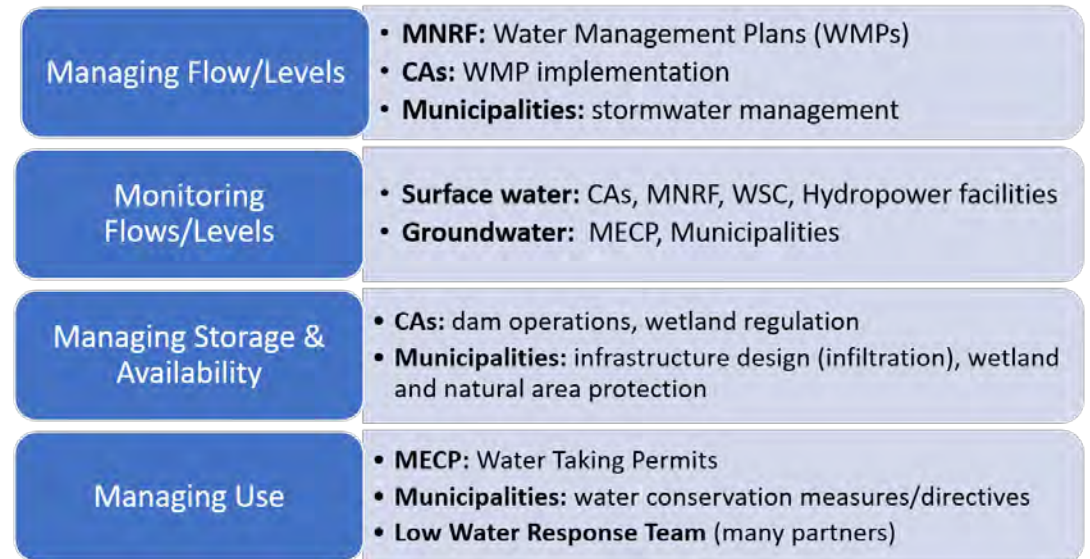 Managing Flow/Levels
• MNRF: Water Management Plans (WMPs)
• CAs: WMP implementation
• Municipalities: stormwater management
Monitoring
Flows/Levels
• Surface water: CAs, MNRF, WSC, Hydropower facilities
• Groundwater: MECP, Municipalities
Managing Storage &
Availability
• CAs: dam operations, wetland regulation
• Municipalities: infrastructure design (infiltration), wetland
and natural area protection
Managing Use
• MECP: Water Taking Permits
• Municipalities: water conservation measures/directives
• Low Water Response Team (many partners)